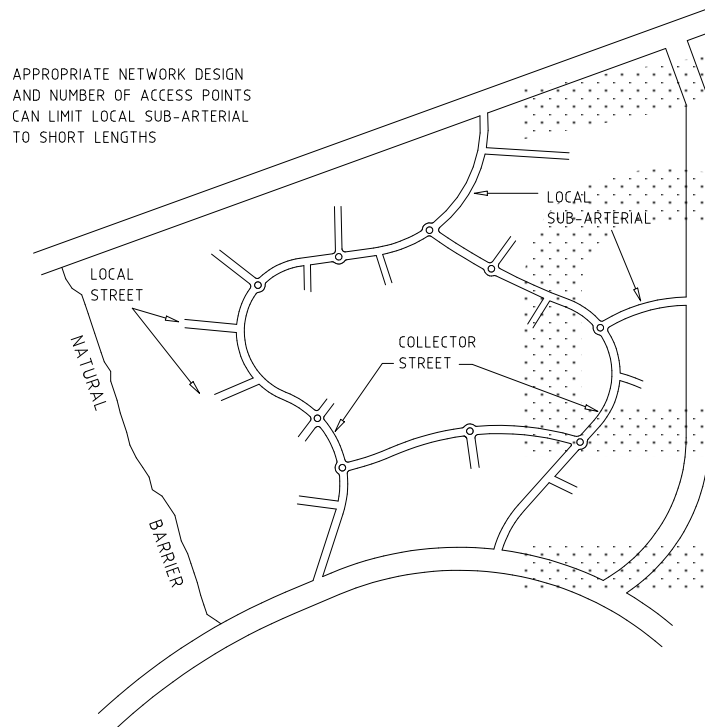 APPROPRIATE NETWORK DESIGN
AND NUMBER OF ACCESS POINTS
CAN LIMIT LOCAL SUB-ARTERIAL
TO SHORT LENGTHS
LOCAL
SUB-ARTERIAL
LOCAL
STREET
NATURAL
COLLECTOR
STREET
BARRIER